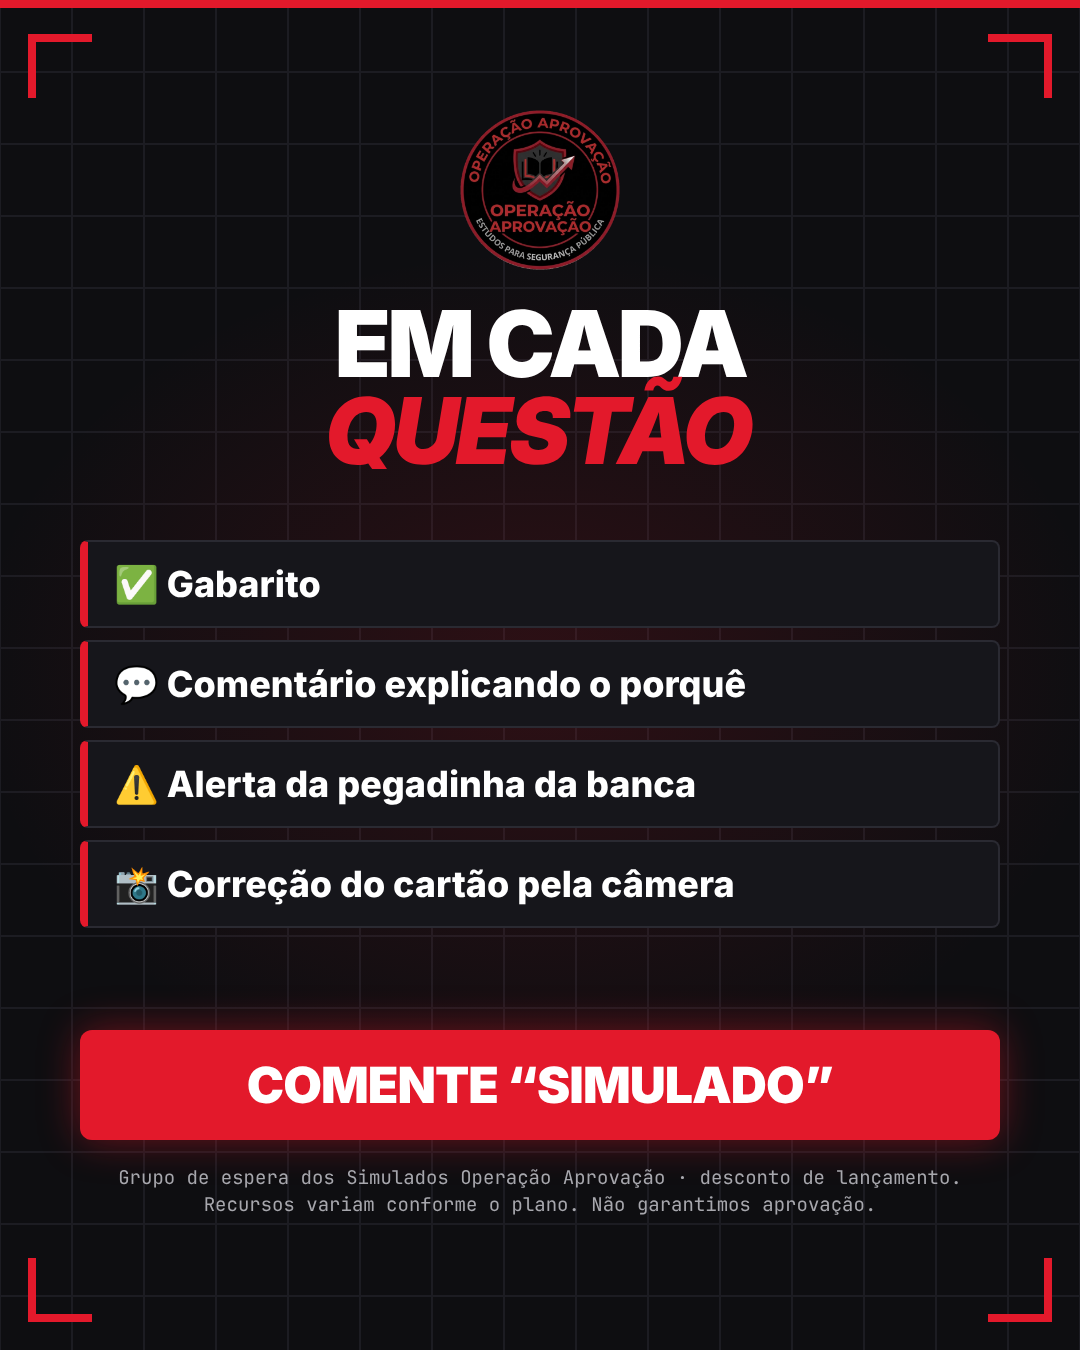 OPERAÇÃO APROVAÇÃO
OPERAÇÃO
APROVAÇÃO
ESTUDOS PARA SEGURANÇA PÚBLICA
EM CADA
QUESTÃO
✅ Gabarito
💬 Comentário explicando o porquê
⚠️ Alerta da pegadinha da banca
📸 Correção do cartão pela câmera
COMENTE “SIMULADO”
Grupo de espera dos Simulados Operação Aprovação · desconto de lançamento.
Recursos variam conforme o plano. Não garantimos aprovação.